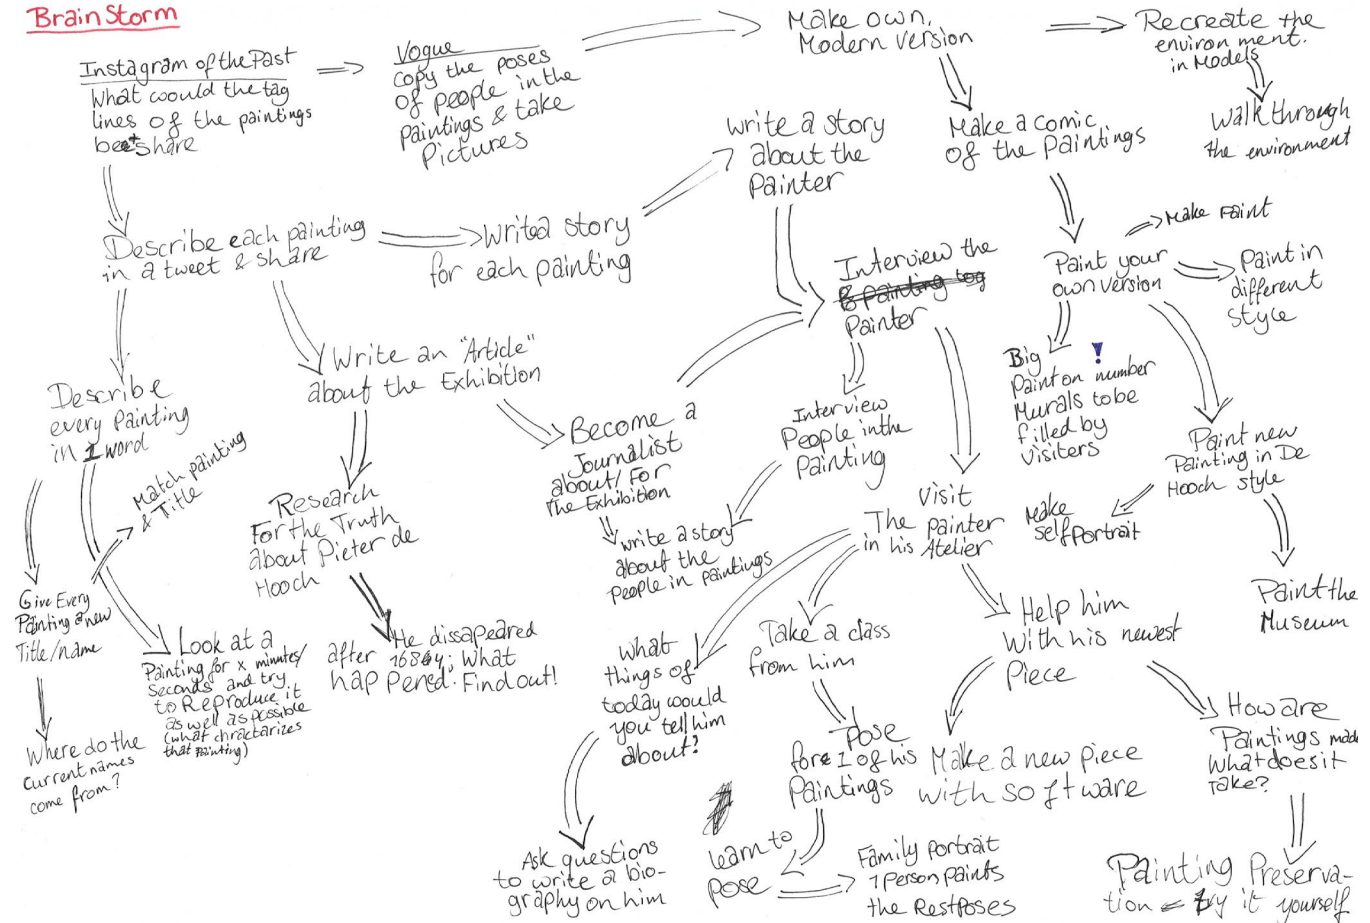 BrainStorm
Instagram of the Past
What would the tag
lines of the paintings
be & share
Vogue
copy the poses
of people in the
Paintings & take
Pictures
Make own.
Modern version
Recreate the
environment.
in Models
Walk through
the environment
Make a comic
of the Paintings
write a story
about the
Painter
Describe each painting
in a tweet & share
Write a story
for each painting
Interview the
Painter
Paint your
own version
Make Paint
Paint in
different
style
Big !
Paint on number
Murals to be
filled by
visiters
Paint new
Painting in De
Hooch style
Make
self Portrait
Paint the
Museum
Describe
every Painting
in 1 word
Match painting
& Title
Give Every
Painting a new
Title/name
Where do the
current names
come from?
Look at a
Painting for x minutes/
seconds and try
to Reproduce it
as well as possible
(what chractarizes
that Painting)
Write an "Article"
about the Exhibition
Research
For the Truth
about Pieter de
Hooch
He dissapeared
after 1684; What
happened. Find out!
Become a
Journalist
about/For
The Exhibition
write a story
about the
People in paintings
Interview
People in the
Painting
Visit
The painter
in his Atelier
What
things of
today would
you tell him
about?
Ask questions
to write a bio-
graphy on him
Take a class
from him
Pose
for 1 of his
Paintings
learn to
pose
Family Portrait
1 Person paints
the Rest Poses
Help him
With his newest
Piece
Make a new piece
with software
How are
Paintings made
What does it
Take?
Painting Preserva-
tion = try it yourself